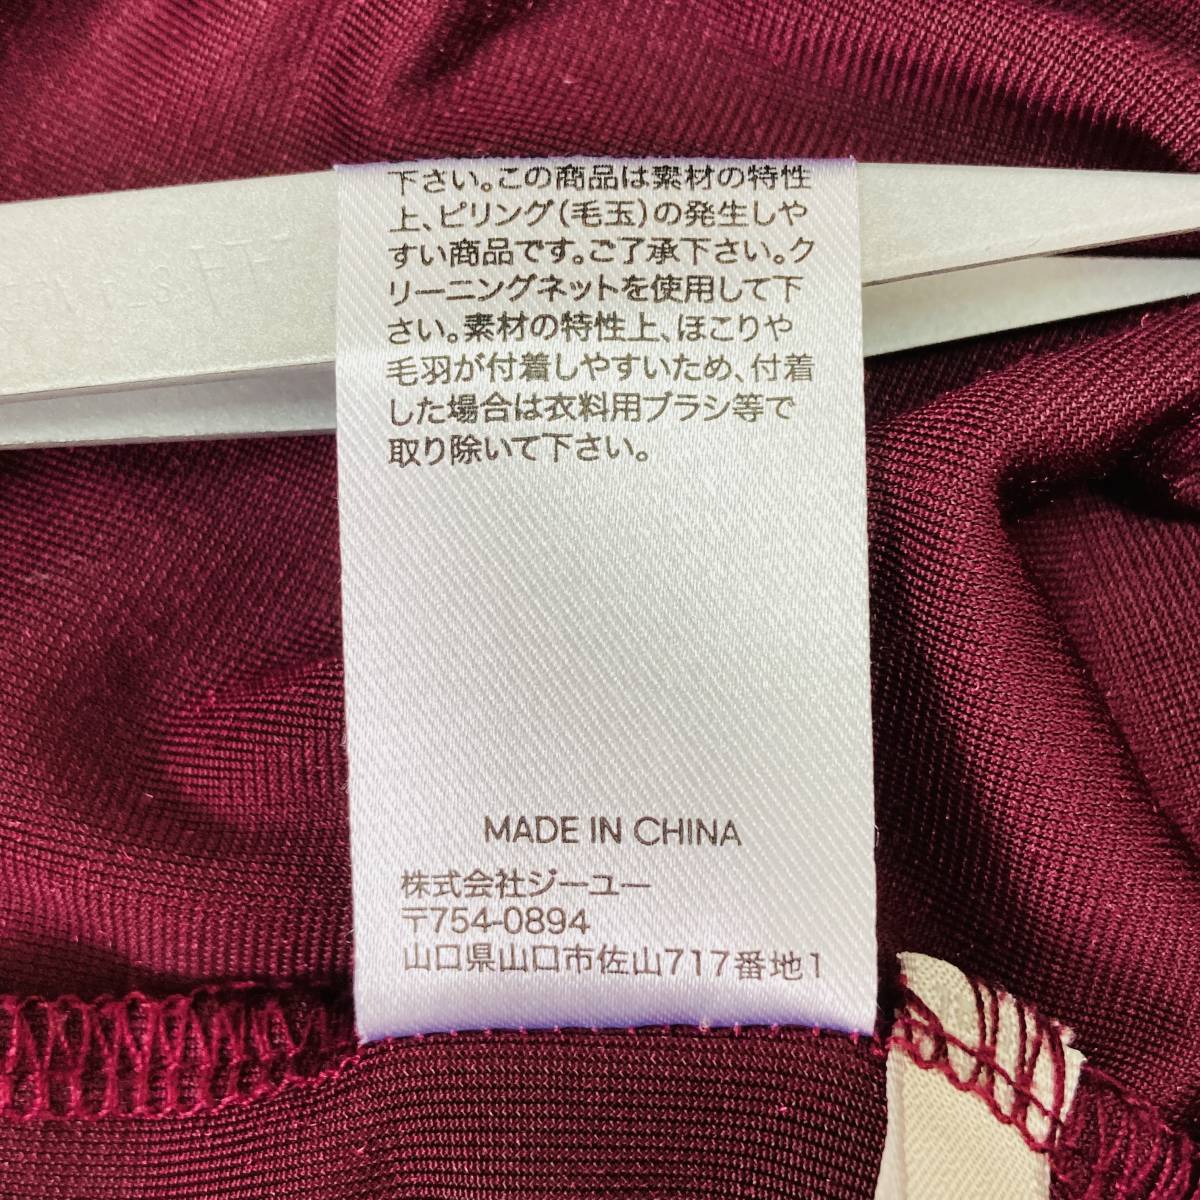 下さい。この商品は素材の特性
上、ピリング(毛玉)の発生しや
すい商品です。ご了承下さい。ク
リーニングネットを使用して下
さい。素材の特性上、ほこりや
毛羽が付着しやすいため、付着
した場合は衣料用ブラシ等で
取り除いて下さい。
MADE IN CHINA
株式会社ジーユー
〒754-0894
山口県山口市佐山717番地1